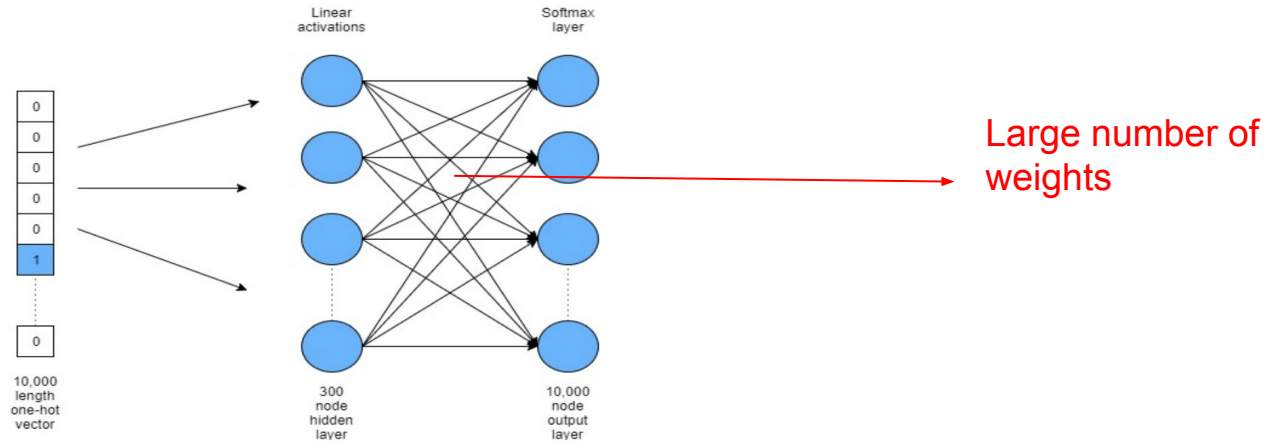 Linear
activations
Softmax
layer
0
0
0
0
0
1
0
10,000
length
one-hot
vector
300
node
hidden
layer
10,000
node
output
layer
Large number of
weights